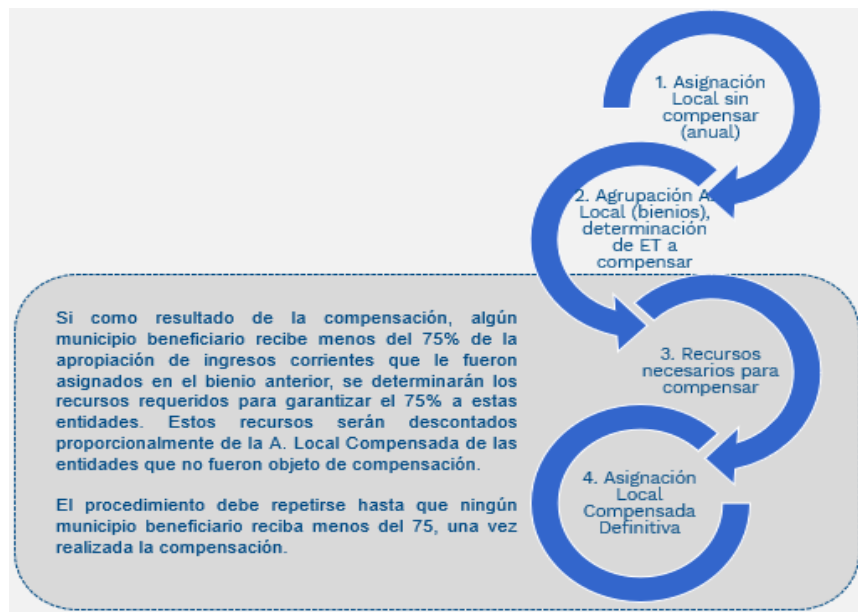 1. Asignación
Local sin
compensar
(anual)
2. Agrupación A.
Local (bienios),
determinación
de ET a
compensar
Si como resultado de la compensación, algún
municipio beneficiario recibe menos del 75% de la
apropiación de ingresos corrientes que le fueron
asignados en el bienio anterior, se determinarán los
recursos requeridos para garantizar el 75% a estas
entidades. Estos recursos serán descontados
proporcionalmente de la A. Local Compensada de las
entidades que no fueron objeto de compensación.
El procedimiento debe repetirse hasta que ningún
municipio beneficiario reciba menos del 75, una vez
realizada la compensación.
3. Recursos
necesarios para
compensar
4. Asignación
Local
Compensada
Definitiva